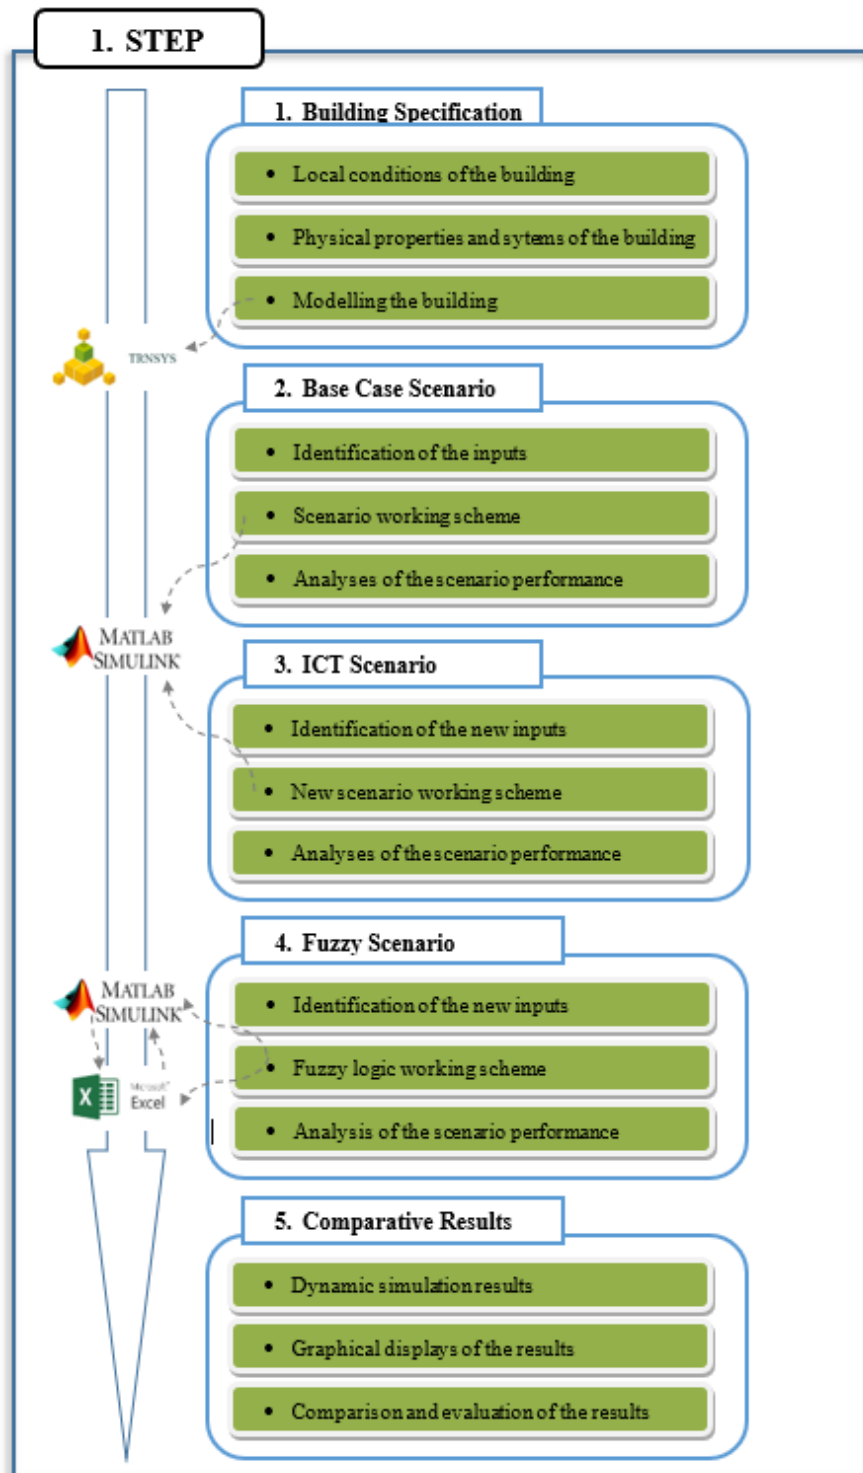 1. STEP
1. Building Specification
• Local conditions of the building
• Physical properties and sytems of the building
• Modelling the building
TRNSYS
2. Base Case Scenario
• Identification of the inputs
• Scenario working scheme
• Analyses of the scenario performance
MATLAB
SIMULINK
3. ICT Scenario
• Identification of the new inputs
• New scenario working scheme
• Analyses of the scenario performance
4. Fuzzy Scenario
MATLAB
SIMULINK
• Identification of the new inputs
• Fuzzy logic working scheme
X
Microsoft
Excel
• Analysis of the scenario performance
5. Comparative Results
• Dynamic simulation results
• Graphical displays of the results
• Comparison and evaluation of the results